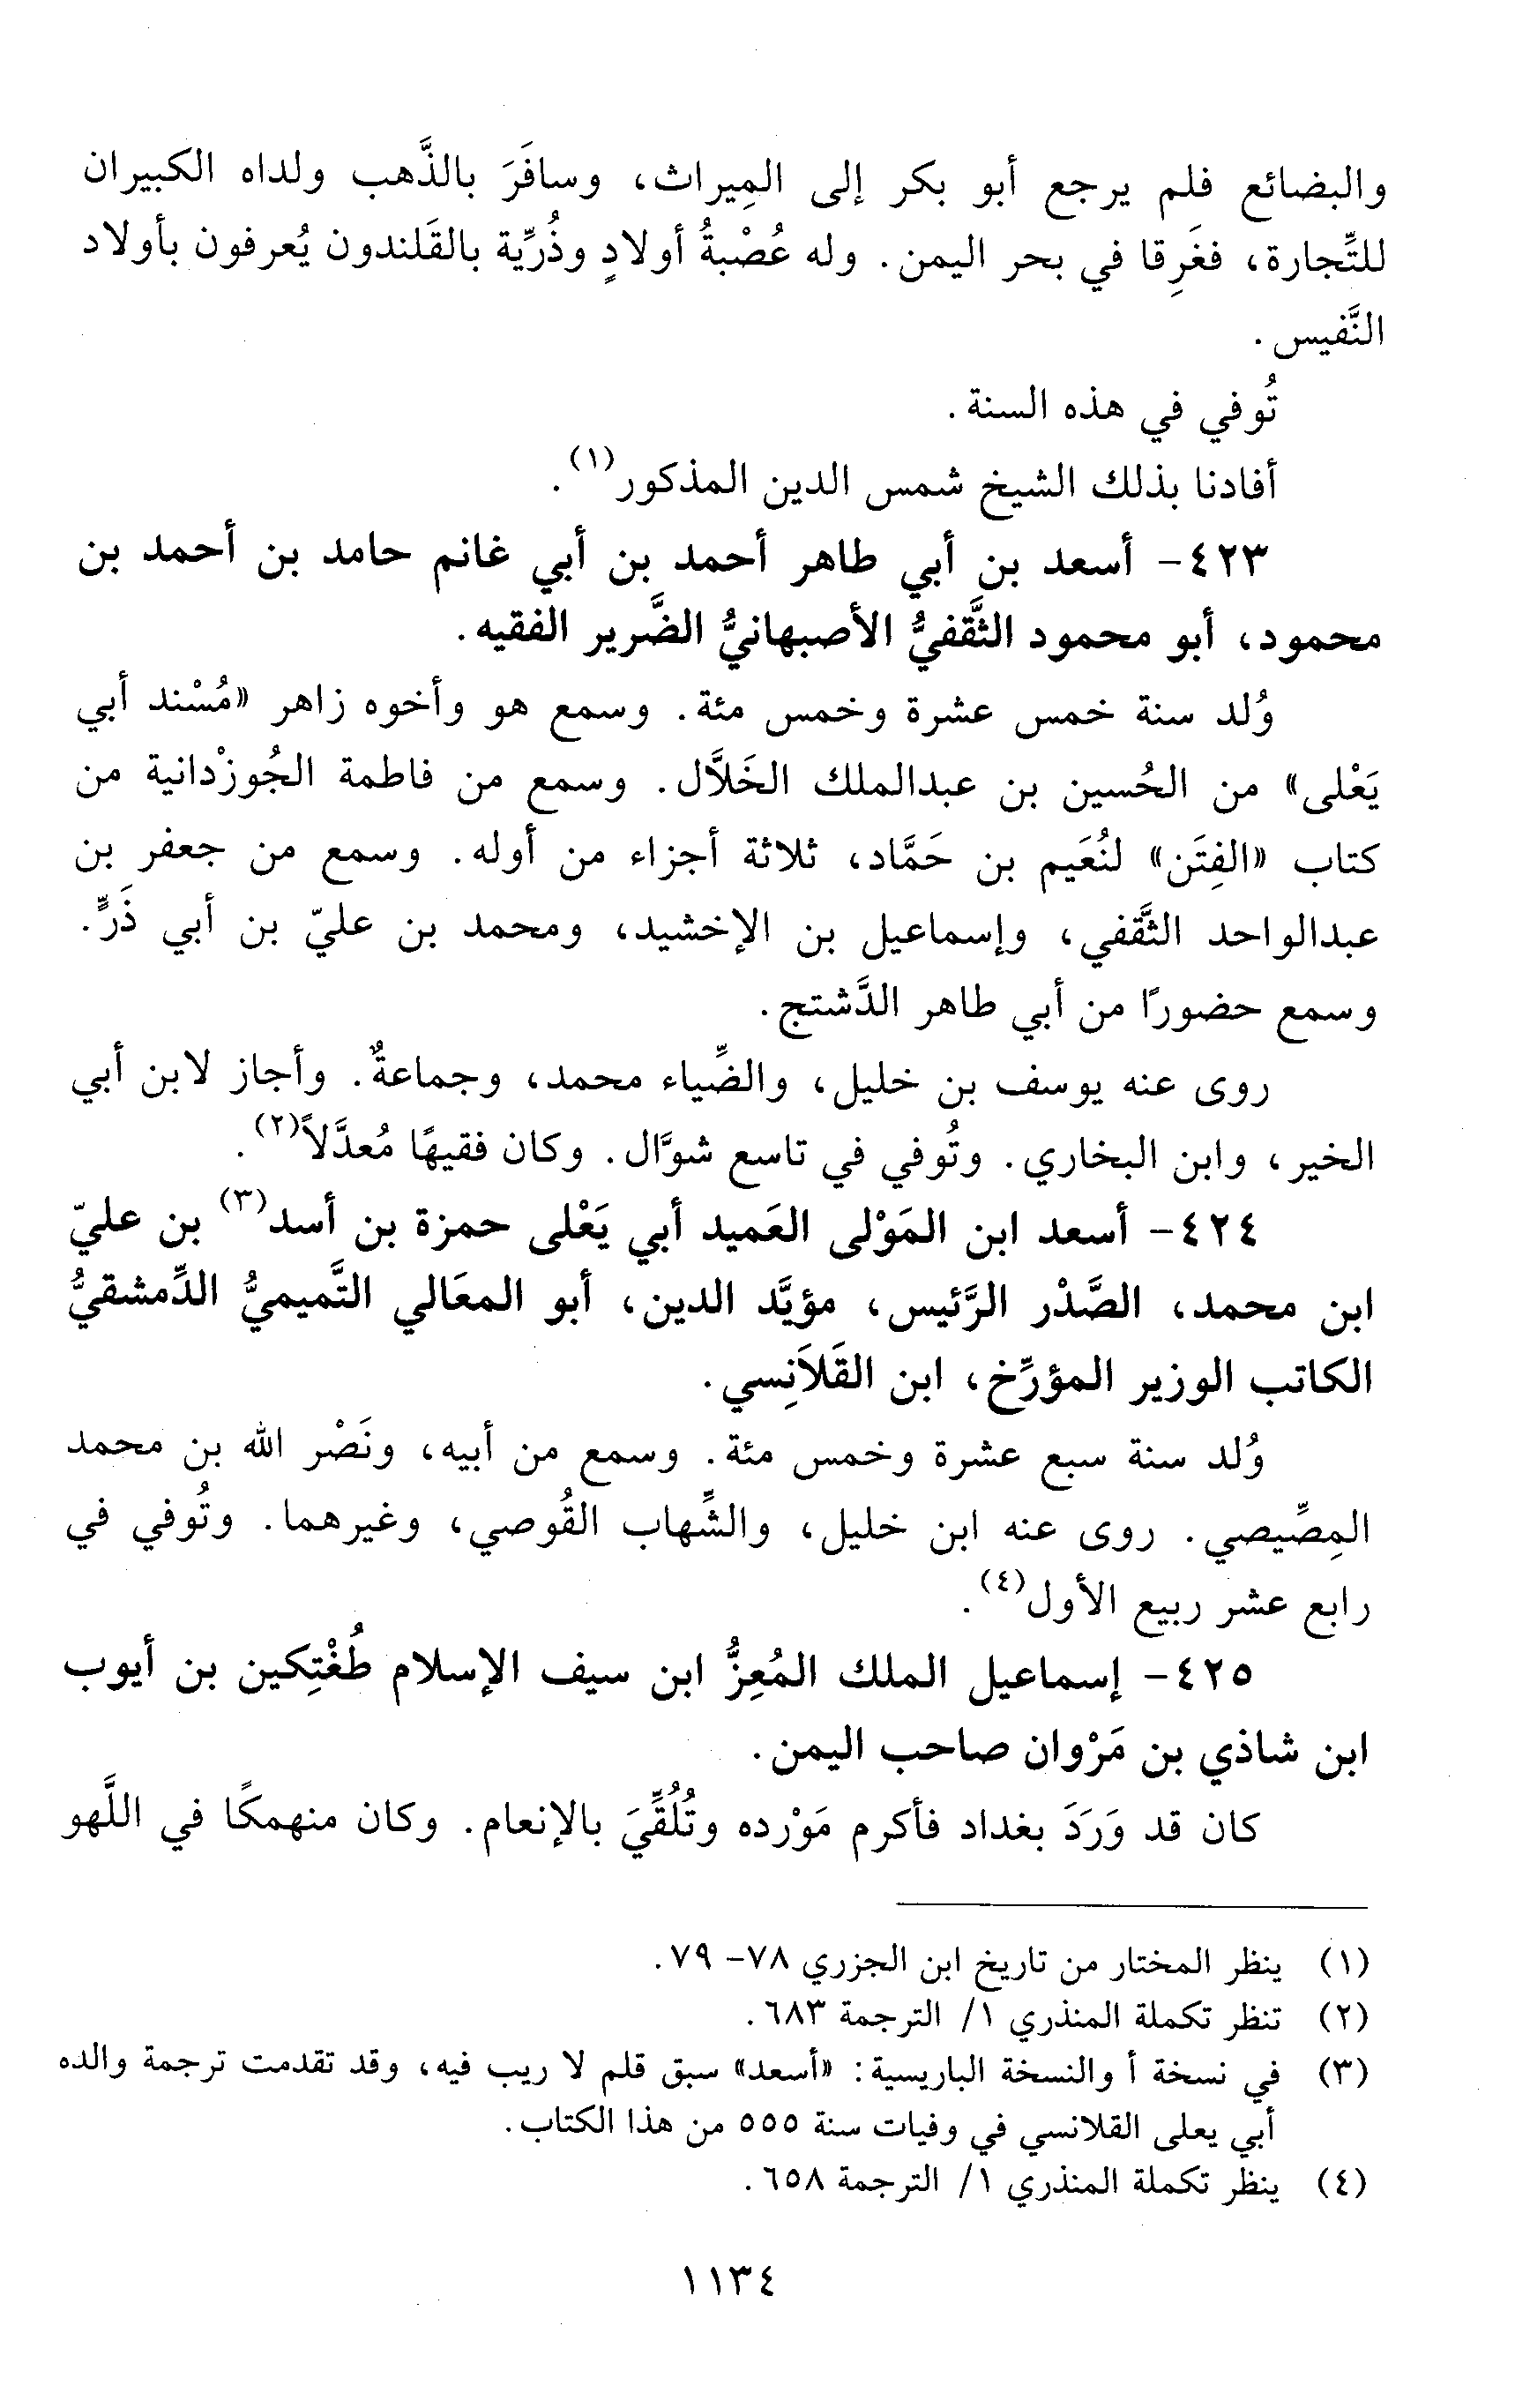 والبضائع فلم يرجع أبو بكر إلى المِيراث، وسافَرَ بالذَّهب ولداه الكبيران
للتِّجارة، فغَرِقا في بحر اليمن. وله عُصْبةُ أولادٍ وذُرِّية بالقَلندون يُعرفون بأولاد
النَّفيس.
تُوفي في هذه السنة.
أفادنا بذلك الشيخ شمس الدين المذكور(١).
٤٢٣- أسعد بن أبي طاهر أحمد بن أبي غانم حامد بن أحمد بن
محمود، أبو محمود الثَّقفيُّ الأصبهانيُّ الضَّرير الفقيه.
وُلد سنة خمس عشرة وخمس مئة. وسمع هو وأخوه زاهر «مُسْند أبي
يَعْلى» من الحُسين بن عبدالملك الخَلاَّل. وسمع من فاطمة الجُوزْدانية من
كتاب «الفِتَن» لنُعَيم بن حَمَّاد، ثلاثة أجزاء من أوله. وسمع من جعفر بن
عبدالواحد الثَّقفي، وإسماعيل بن الإخشيد، ومحمد بن عليّ بن أبي ذَرٍّ.
وسمع حضورًا من أبي طاهر الدَّشتج.
روى عنه يوسف بن خليل، والضِّياء محمد، وجماعةٌ. وأجاز لابن أبي
الخير، وابن البخاري. وتُوفي في تاسع شوَّال. وكان فقيهًا مُعدَّلاً(٢).
٤٢٤- أسعد ابن المَوْلى العَميد أبي يَعْلى حمزة بن أسد(٣) بن عليّ
ابن محمد، الصَّدْر الرَّئيس، مؤيَّد الدين، أبو المعَالي التَّميميُّ الدِّمشقيُّ
الكاتب الوزير المؤرِّخ، ابن القَلاَنِسي.
وُلد سنة سبع عشرة وخمس مئة. وسمع من أبيه، ونَصْر الله بن محمد
المِصِّيصي. روى عنه ابن خليل، والشِّهاب القُوصي، وغيرهما. وتُوفي في
رابع عشر ربيع الأول(٤).
٤٢٥- إسماعيل الملك المُعِزُّ ابن سيف الإسلام طُغْتِكين بن أيوب
ابن شاذي بن مَرْوان صاحب اليمن.
كان قد وَرَدَ بغداد فأكرم مَوْرده وتُلُقِّيَ بالإنعام. وكان منهمكًا في اللَّهو
(١) ينظر المختار من تاريخ ابن الجزري ٧٨- ٧٩.
(٢) تنظر تكملة المنذري ١/ الترجمة ٦٨٣.
(٣) في نسخة أ والنسخة الباريسية: «أسعد» سبق قلم لا ريب فيه، وقد تقدمت ترجمة والده
أبي يعلى القلانسي في وفيات سنة ٥٥٥ من هذا الكتاب.
(٤) ينظر تكملة المنذري ١/ الترجمة ٦٥٨.
١١٣٤